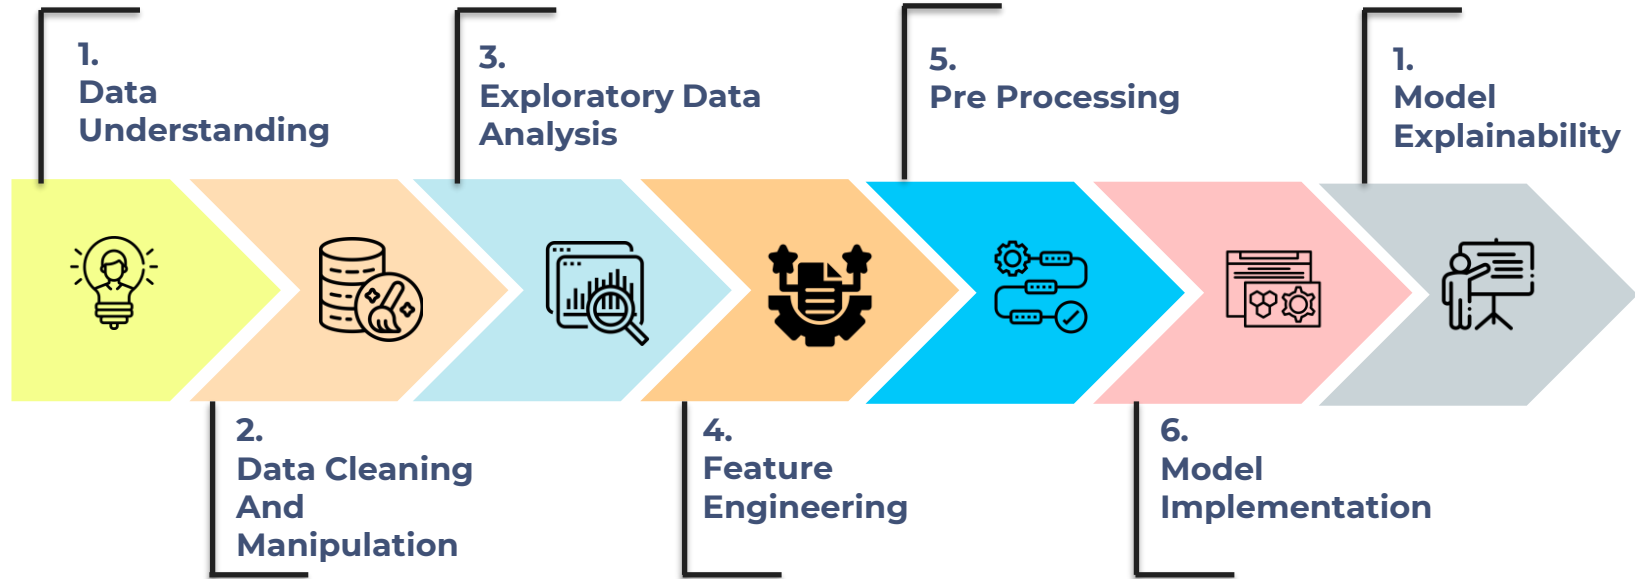 1.
Data
Understanding
2.
Data Cleaning
And
Manipulation
3.
Exploratory Data
Analysis
4.
Feature
Engineering
5.
Pre Processing
6.
Model
Implementation
1.
Model
Explainability